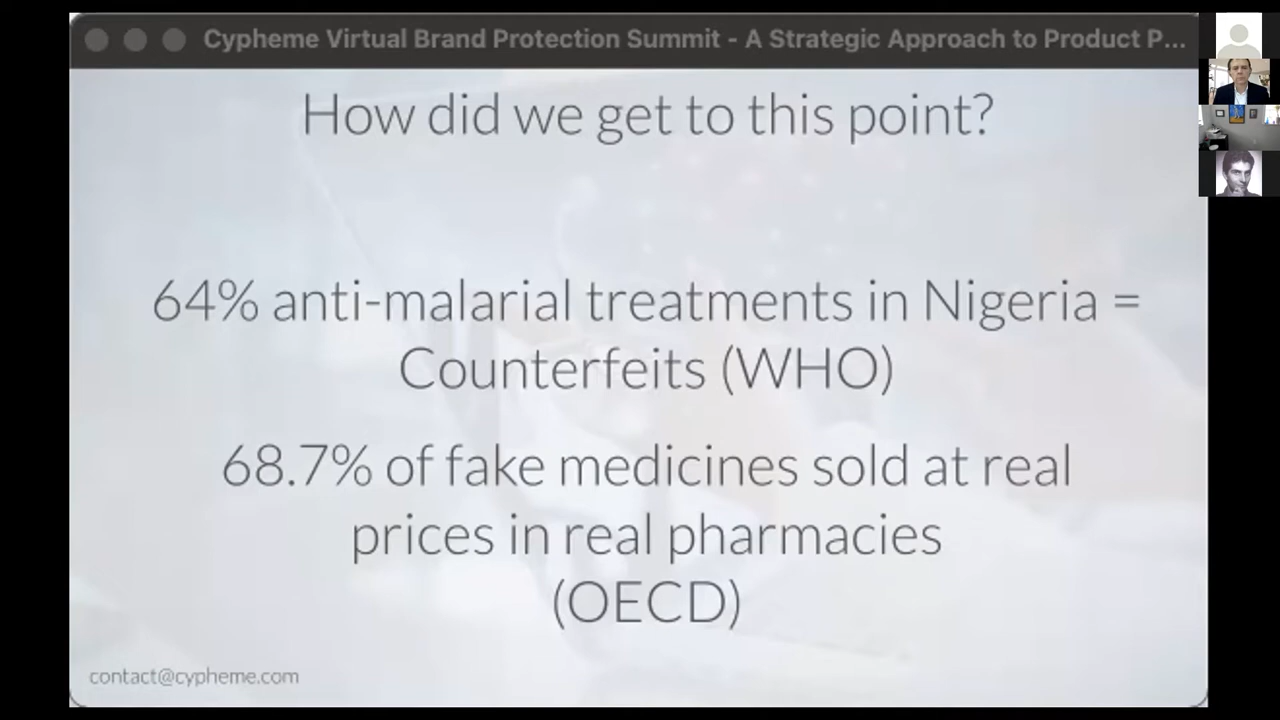 Cypheme Virtual Brand Protection Summit - A Strategic Approach to Product P...
How did we get to this point?
64% anti-malarial treatments in Nigeria =
Counterfeits (WHO)
68.7% of fake medicines sold at real
prices in real pharmacies
(OECD)
contact@cypheme.com